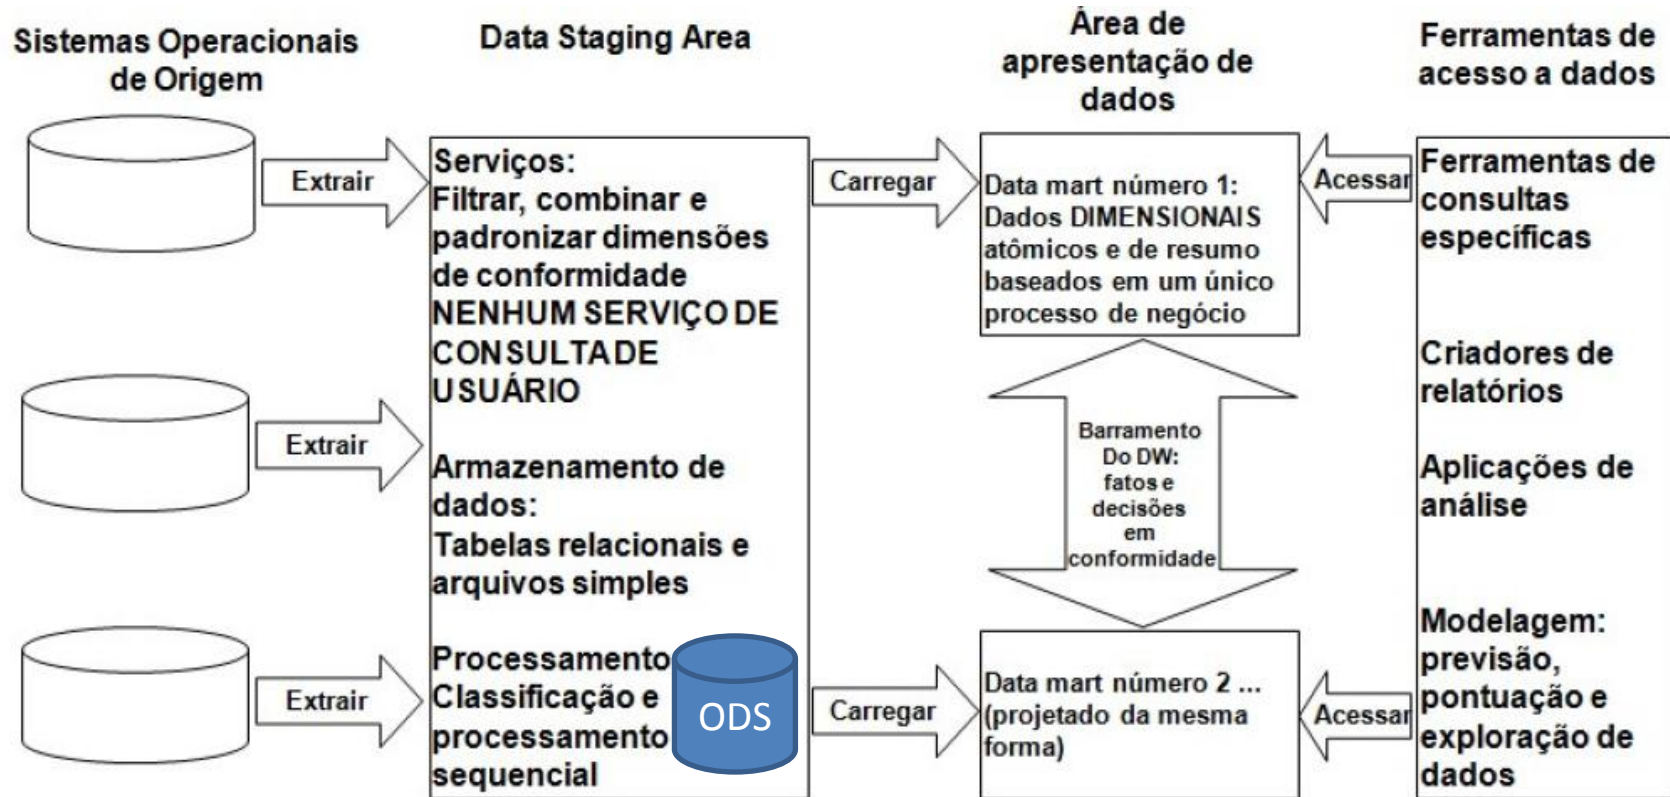 Sistemas Operacionais
de Origem
Extrair
Extrair
Extrair
Data Staging Area
Serviços:
Filtrar, combinar e
padronizar dimensões
de conformidade
NENHUM SERVIÇO DE
CONSULTA DE
USUÁRIO
Armazenamento de
dados:
Tabelas relacionais e
arquivos simples
Processamento
Classificação e
processamento
sequencial
ODS
Carregar
Carregar
Área de
apresentação de
dados
Data mart número 1:
Dados DIMENSIONAIS
atômicos e de resumo
baseados em um único
processo de negócio
Barramento
Do DW:
fatos e
decisões
em
conformidade
Data mart número 2 ...
(projetado da mesma
forma)
Acessar
Acessar
Ferramentas de
acesso a dados
Ferramentas de
consultas
específicas
Criadores de
relatórios
Aplicações de
análise
Modelagem:
previsão,
pontuação e
exploração de
dados